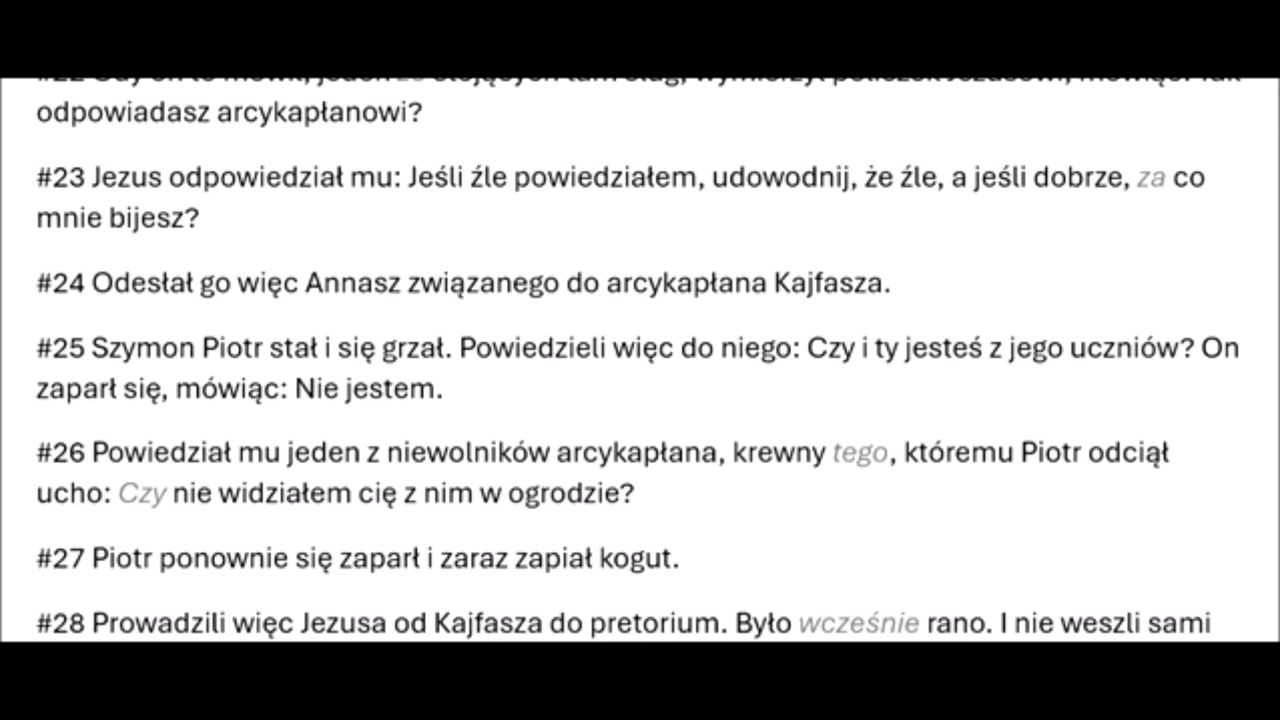 odpowiadasz arcykapłanowi?
#23 Jezus odpowiedział mu: Jeśli źle powiedziałem, udowodnij, że źle, a jeśli dobrze, za co
mnie bijesz?
#24 Odesłał go więc Annasz związanego do arcykapłana Kajfasza.
#25 Szymon Piotr stał i się grzał. Powiedzieli więc do niego: Czy i ty jesteś z jego uczniów? On
zaparł się, mówiąc: Nie jestem.
#26 Powiedział mu jeden z niewolników arcykapłana, krewny tego, któremu Piotr odciął
ucho: Czy nie widziałem cię z nim w ogrodzie?
#27 Piotr ponownie się zaparł i zaraz zapiał kogut.
#28 Prowadzili więc Jezusa od Kajfasza do pretorium. Było wcześnie rano. I nie weszli sami